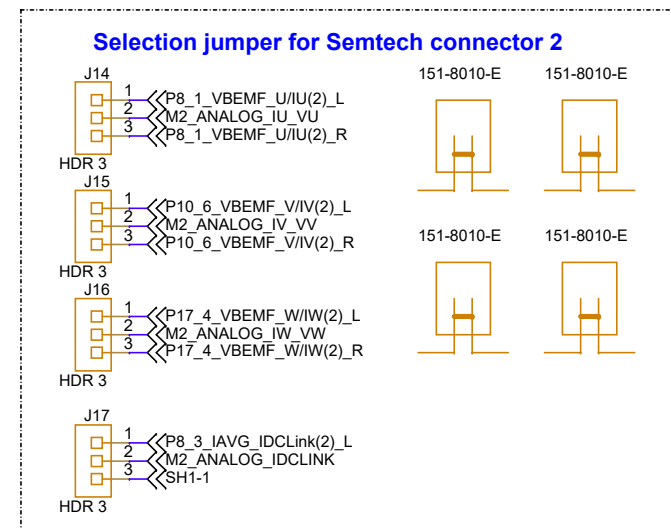 Selection jumper for Semtech connector 2
J14
1
P8_1_VBEMF_U/IU(2)_L
2
M2_ANALOG_IU_VU
3
P8_1_VBEMF_U/IU(2)_R
HDR 3
J15
1
P10_6_VBEMF_V/IV(2)_L
2
M2_ANALOG_IV_VV
3
P10_6_VBEMF_V/IV(2)_R
HDR 3
J16
1
P17_4_VBEMF_W/IW(2)_L
2
M2_ANALOG_IW_VW
3
P17_4_VBEMF_W/IW(2)_R
HDR 3
J17
1
P8_3_IAVG_IDCLink(2)_L
2
M2_ANALOG_IDCLINK
3
SH1-1
HDR 3
151-8010-E
151-8010-E
151-8010-E
151-8010-E